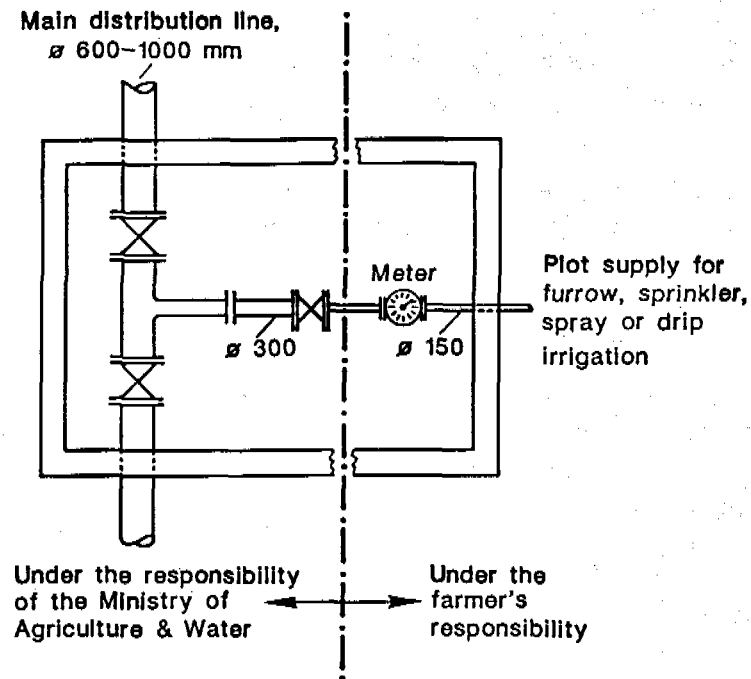 Main distribution line,
ø 600-1000 mm
Meter
Plot supply for
furrow, sprinkler,
spray or drip
irrigation
ø 300
ø 150
Under the responsibility
of the Ministry of
Agriculture & Water
Under the
farmer's
responsibility